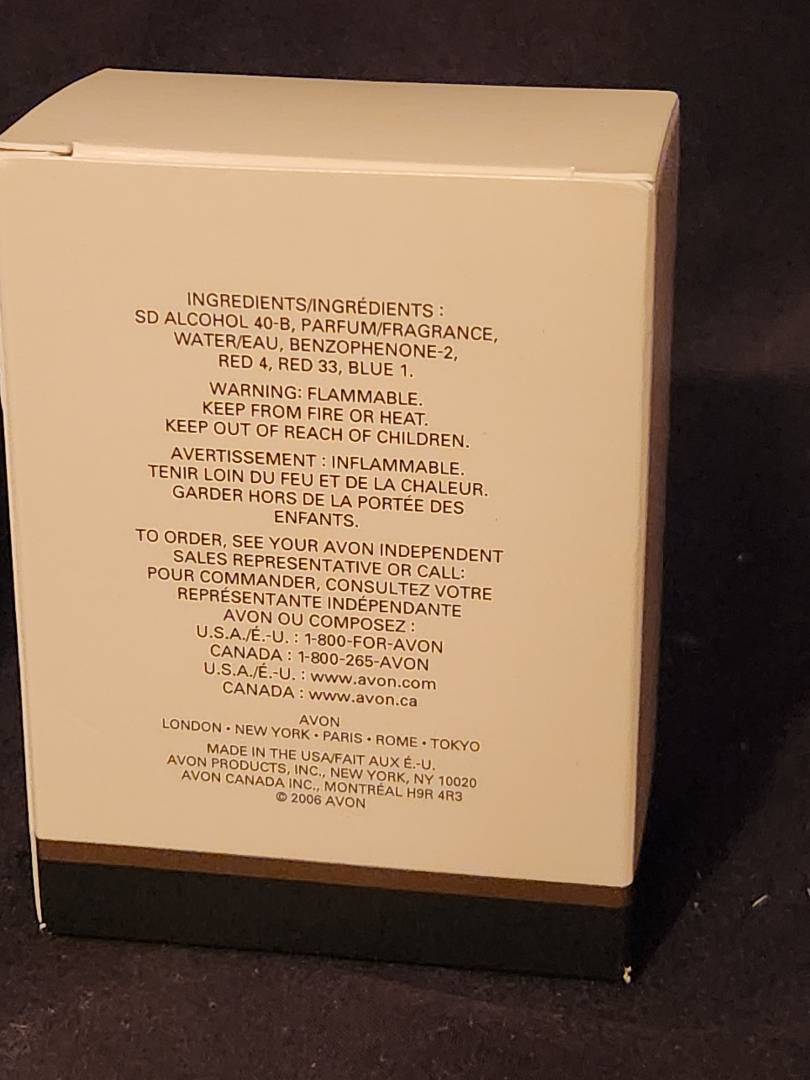 INGREDIENTS/INGRÉDIENTS :
SD ALCOHOL 40-B, PARFUM/FRAGRANCE,
WATER/EAU, BENZOPHENONE-2,
RED 4, RED 33, BLUE 1.
WARNING: FLAMMABLE.
KEEP FROM FIRE OR HEAT.
KEEP OUT OF REACH OF CHILDREN.
AVERTISSEMENT : INFLAMMABLE.
TENIR LOIN DU FEU ET DE LA CHALEUR.
GARDER HORS DE LA PORTÉE DES
ENFANTS.
TO ORDER, SEE YOUR AVON INDEPENDENT
SALES REPRESENTATIVE OR CALL:
POUR COMMANDER, CONSULTEZ VOTRE
REPRÉSENTANTE INDÉPENDANTE
AVON OU COMPOSEZ :
U.S.A./É.-U. : 1-800-FOR-AVON
CANADA : 1-800-265-AVON
U.S.A./É.-U. : www.avon.com
CANADA : www.avon.ca
AVON
LONDON • NEW YORK • PARIS • ROME • TOKYO
MADE IN THE USA/FAIT AUX É.-U.
AVON PRODUCTS, INC., NEW YORK, NY 10020
AVON CANADA INC., MONTRÉAL H9R 4R3
© 2006 AVON